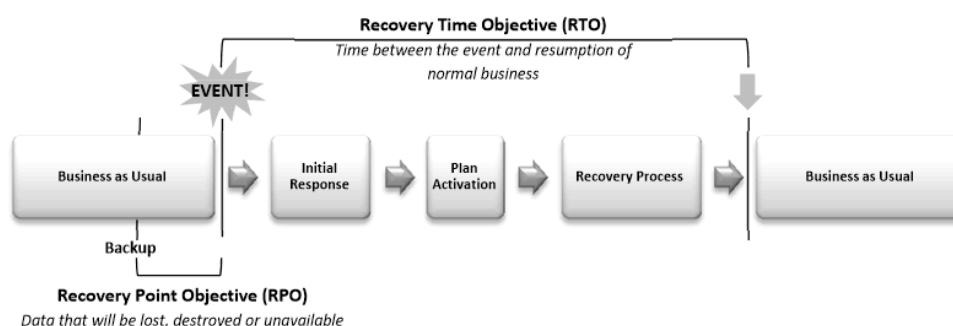 Recovery Time Objective (RTO)
Time between the event and resumption of
normal business
EVENT!
Business as Usual
Initial
Response
Plan
Activation
Recovery Process
Business as Usual
Backup
Recovery Point Objective (RPO)
Data that will be lost, destroyed or unavailable